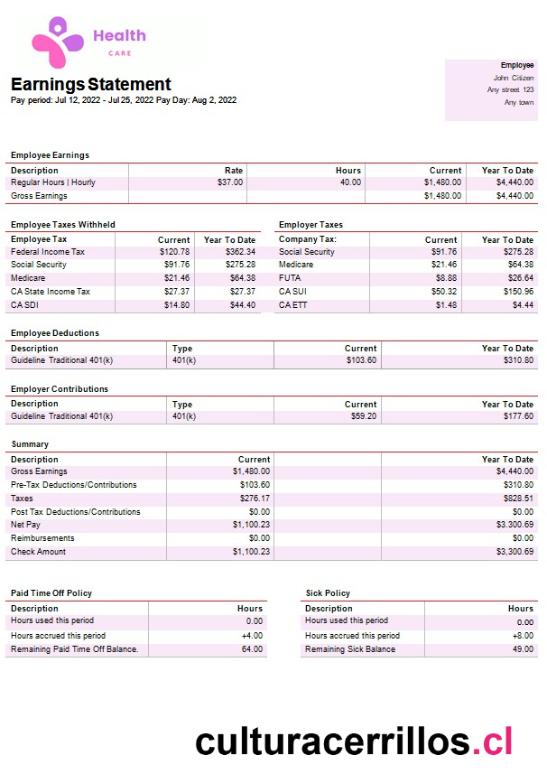 Health
CARE
Earnings Statement
Pay period: Jul 12, 2022 - Jul 25, 2022 Pay Day: Aug 2, 2022
Employee
John Citizen
Any street 123
Any town
Employee Earnings
Description Rate Hours Current Year To Date
Regular Hours | Hourly $37.00 40.00 $1,480.00 $4,440.00
Gross Earnings $1,480.00 $4,440.00
Employee Taxes Withheld
Employee Tax Current Year To Date
Federal Income Tax $120.78 $362.34
Social Security $91.76 $275.28
Medicare $21.46 $64.38
CA State Income Tax $27.37 $27.37
CA SDI $14.80 $44.40
Employer Taxes
Company Tax: Current Year To Date
Social Security $91.76 $275.28
Medicare $21.46 $64.38
FUTA $8.88 $26.64
CA SUI $50.32 $150.96
CA ETT $1.48 $4.44
Employee Deductions
Description Type Current Year To Date
Guideline Traditional 401(k) 401(k) $103.60 $310.80
Employer Contributions
Description Type Current Year To Date
Guideline Traditional 401(k) 401(k) $59.20 $177.60
Summary
Description Current Year To Date
Gross Earnings $1,480.00 $4,440.00
Pre-Tax Deductions/Contributions $103.60 $310.80
Taxes $276.17 $828.51
Post Tax Deductions/Contributions $0.00 $0.00
Net Pay $1,100.23 $3.300.69
Reimbursements $0.00 $0.00
Check Amount $1,100.23 $3,300.69
Paid Time Off Policy
Description Hours
Hours used this period 0.00
Hours accrued this period +4.00
Remaining Paid Time Off Balance. 64.00
Sick Policy
Description Hours
Hours used this period 0.00
Hours accrued this period +8.00
Remaining Sick Balance 49.00
culturacerrillos.cl